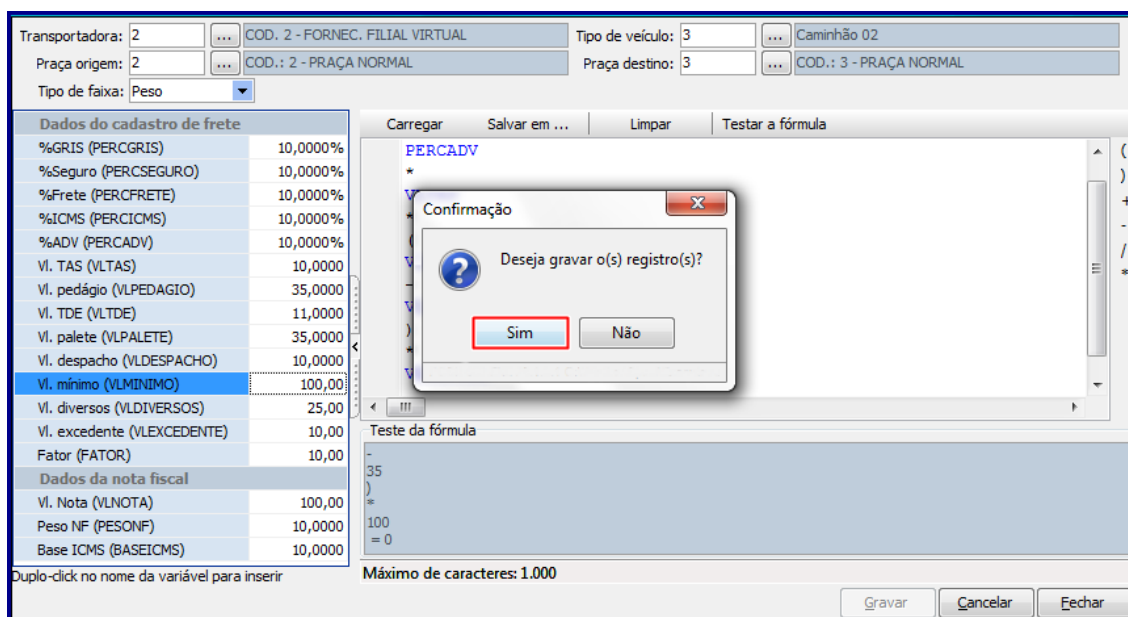 Transportadora: 2 ... COD. 2 - FORNEC. FILIAL VIRTUAL Tipo de veículo: 3 ... Caminhão 02
Praça origem: 2 ... COD.: 2 - PRAÇA NORMAL Praça destino: 3 ... COD.: 3 - PRAÇA NORMAL
Tipo de faixa: Peso
Dados do cadastro de frete
%GRIS (PERCGRIS) 10,0000%
%Seguro (PERCSEGURO) 10,0000%
%Frete (PERCFRETE) 10,0000%
%ICMS (PERCICMS) 10,0000%
%ADV (PERCADV) 10,0000%
Vl. TAS (VLTAS) 10,0000
Vl. pedágio (VLPEDAGIO) 35,0000
Vl. TDE (VLTDE) 11,0000
Vl. palete (VLPALETE) 35,0000
Vl. despacho (VLDESPACHO) 10,0000
Vl. mínimo (VLMINIMO) 100,00
Vl. diversos (VLDIVERSOS) 25,00
Vl. excedente (VLEXCEDENTE) 10,00
Fator (FATOR) 10,00
Dados da nota fiscal
Vl. Nota (VLNOTA) 100,00
Peso NF (PESONF) 10,0000
Base ICMS (BASEICMS) 10,0000
Duplo-click no nome da variável para inserir
Carregar Salvar em ... Limpar Testar a fórmula
PERCADV
*
(
)
+
-
/
*
Confirmação
Deseja gravar o(s) registro(s)?
Sim Não
Teste da fórmula
-
35
)
*
100
= 0
Máximo de caracteres: 1.000
Gravar Cancelar Fechar